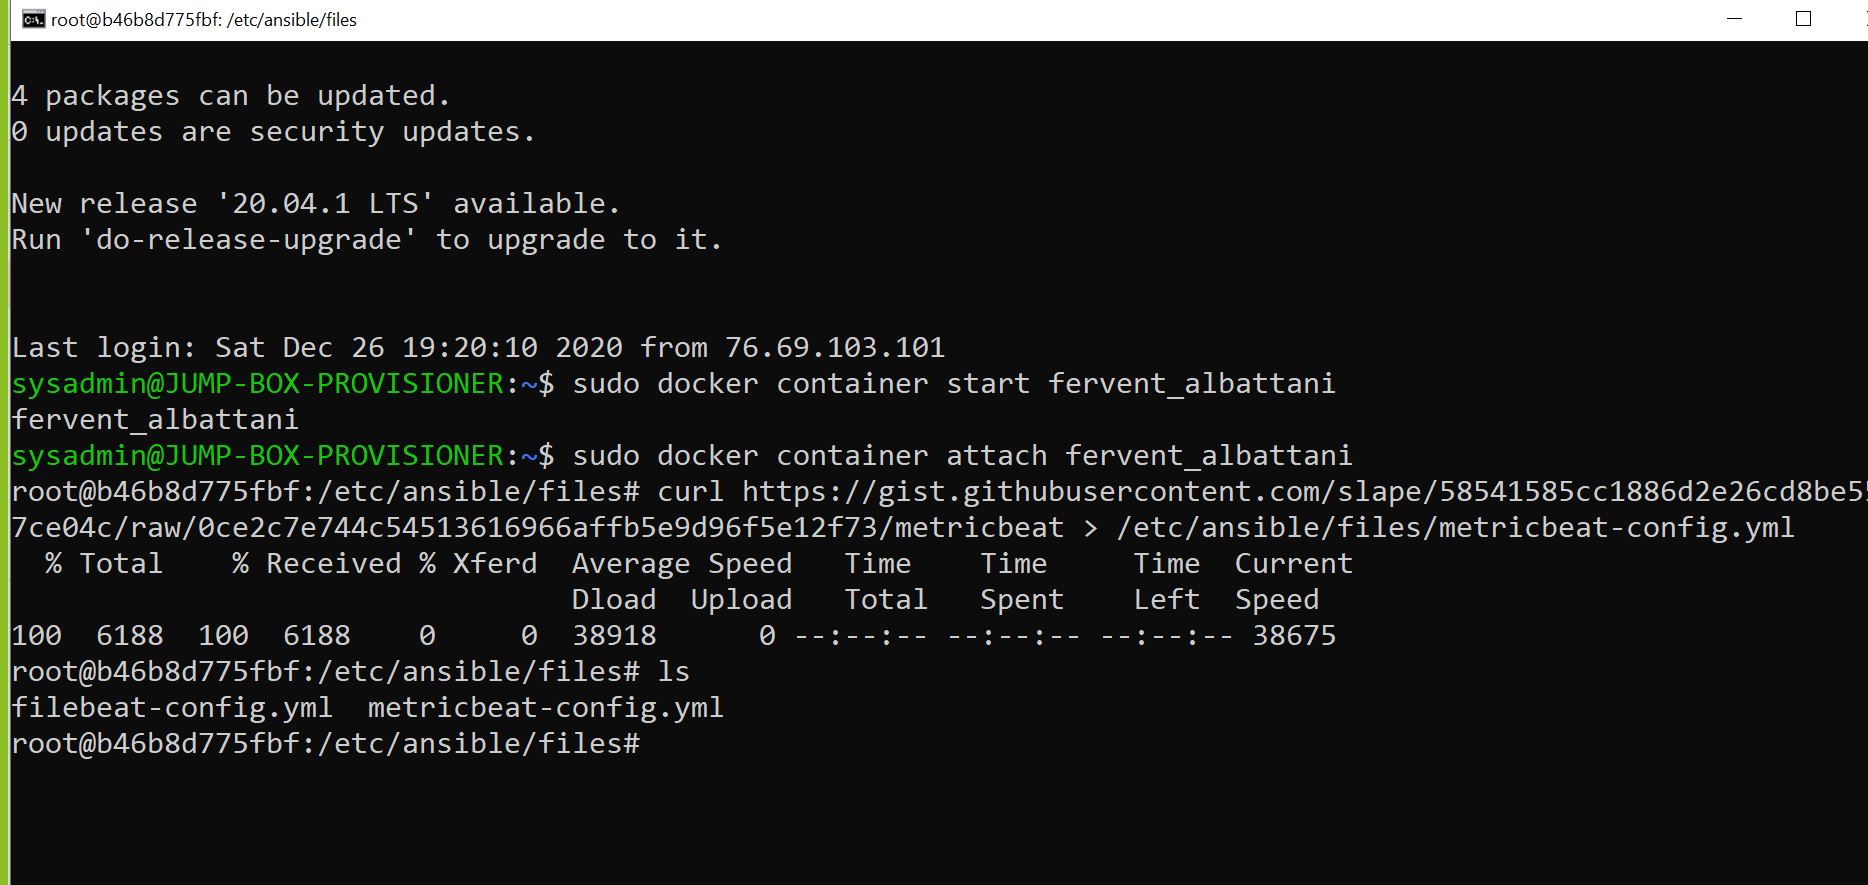 root@b46b8d775fbf: /etc/ansible/files
4 packages can be updated.
0 updates are security updates.
New release '20.04.1 LTS' available.
Run 'do-release-upgrade' to upgrade to it.
Last login: Sat Dec 26 19:20:10 2020 from 76.69.103.101
sysadmin@JUMP-BOX-PROVISIONER:~$ sudo docker container start fervent_albattani
fervent_albattani
sysadmin@JUMP-BOX-PROVISIONER:~$ sudo docker container attach fervent_albattani
root@b46b8d775fbf:/etc/ansible/files# curl https://gist.githubusercontent.com/slape/58541585cc1886d2e26cd8be55
7ce04c/raw/0ce2c7e744c54513616966affb5e9d96f5e12f73/metricbeat > /etc/ansible/files/metricbeat-config.yml
  % Total    % Received % Xferd  Average Speed   Time    Time     Time  Current
                                 Dload  Upload   Total   Spent    Left  Speed
100  6188  100  6188    0     0  38918      0 --:--:-- --:--:-- --:--:-- 38675
root@b46b8d775fbf:/etc/ansible/files# ls
filebeat-config.yml  metricbeat-config.yml
root@b46b8d775fbf:/etc/ansible/files#